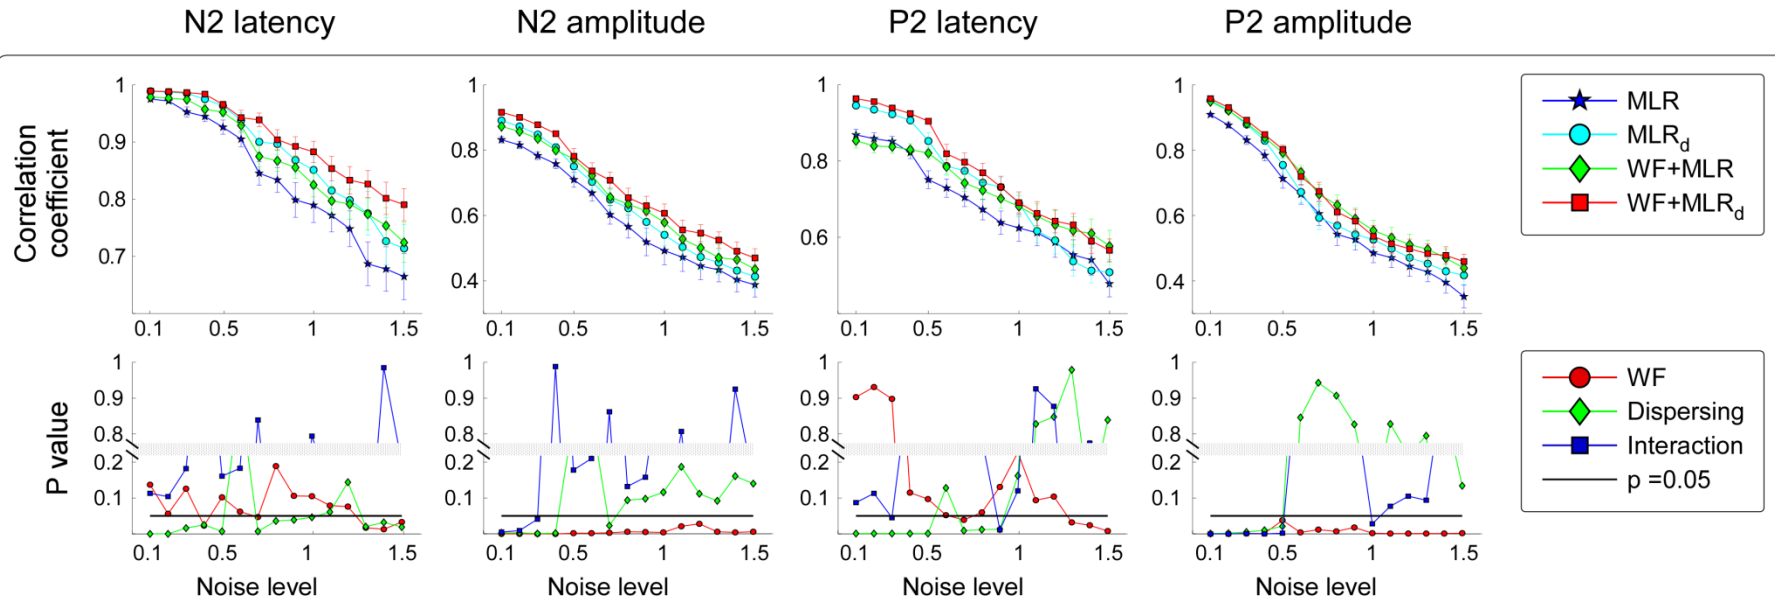 N2 latency N2 amplitude P2 latency P2 amplitude
Correlation coefficient
1 0.9 0.8 0.7
0.1 0.5 1 1.5
1 0.8 0.6 0.4
0.1 0.5 1 1.5
1 0.8 0.6
0.1 0.5 1 1.5
1 0.8 0.6 0.4
0.1 0.5 1 1.5
MLR
MLRd
WF+MLR
WF+MLRd
P value
1 0.9 0.8 0.2 0.1
0.1 0.5 1 1.5
Noise level
1 0.9 0.8 0.2 0.1
0.1 0.5 1 1.5
Noise level
1 0.9 0.8 0.2 0.1
0.1 0.5 1 1.5
Noise level
1 0.9 0.8 0.2 0.1
0.1 0.5 1 1.5
Noise level
WF
Dispersing
Interaction
p =0.05